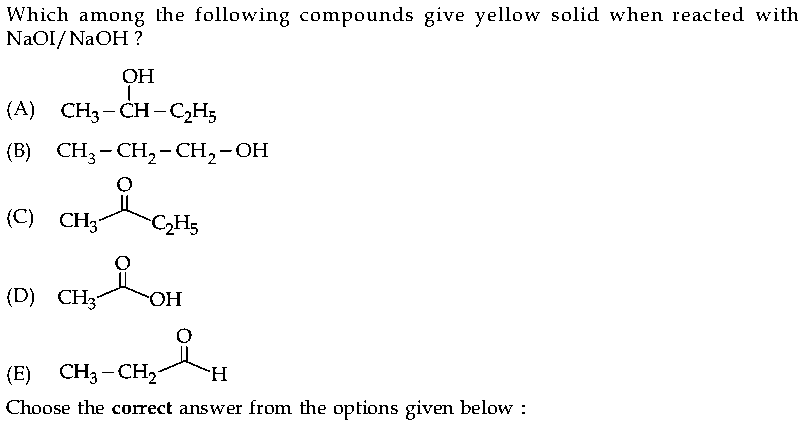 Which among the following compounds give yellow solid when reacted with
NaOI/NaOH ?
OH
(A) CH₃–CH–C₂H₅
(B) CH₃–CH₂–CH₂–OH
O
(C) CH₃ C₂H₅
O
(D) CH₃ OH
O
(E) CH₃–CH₂ H
Choose the correct answer from the options given below :